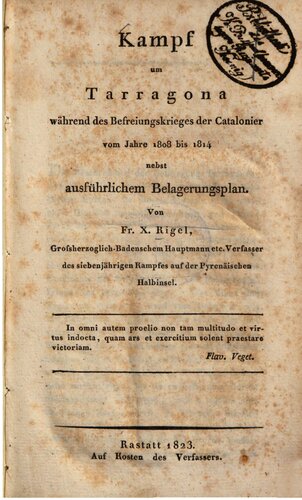 Kampf
um
Tarragona
während des Befreiungskrieges der Catalonier
vom Jahre 1808 bis 1814
nebst
ausführlichem Belagerungsplan.
Von
Fr. X. Rigel,
Grofsherzoglich-Badenschem Hauptmann etc. Verfasser
des siebenjährigen Kampfes auf der Pyrenäischen
Halbinsel.
In omni autem proelio non tam multitudo et vir-
tus indocta, quam ars et exercitium solent praestare
victoriam.
Flav. Veget.
Rastatt 1823.
Auf Kosten des Verfassers.